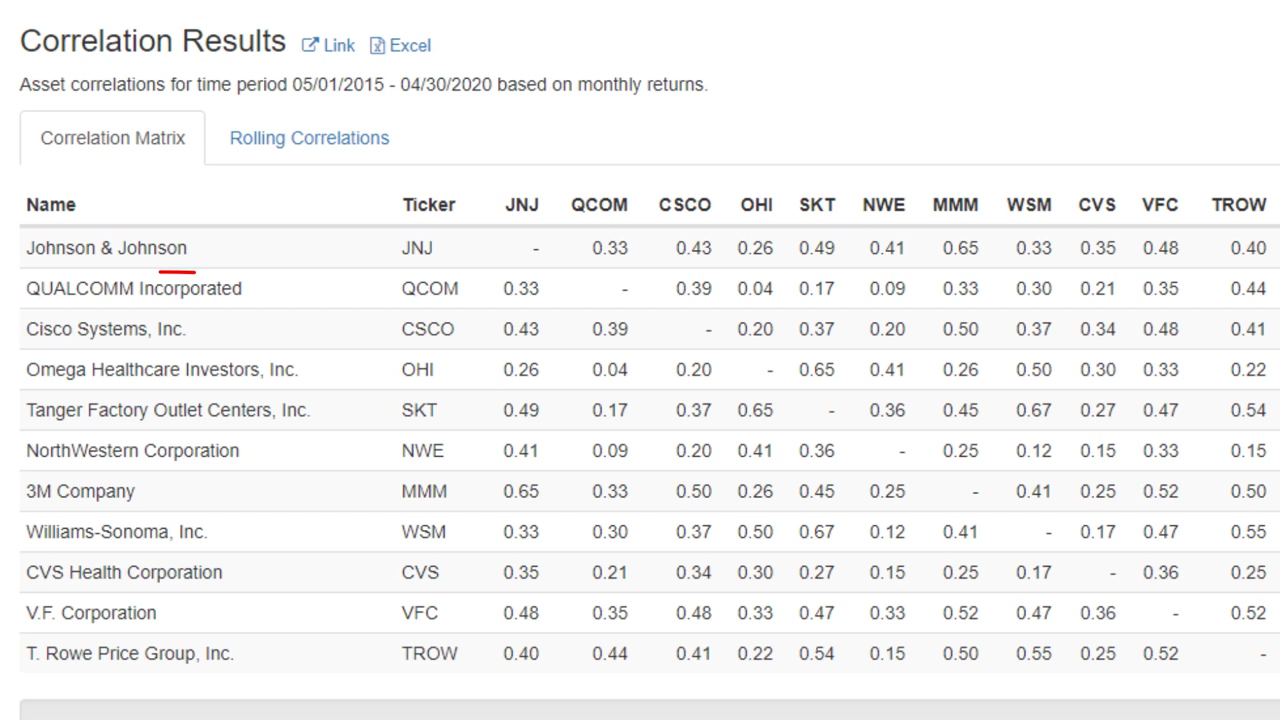 Correlation Results Link Excel
Asset correlations for time period 05/01/2015 - 04/30/2020 based on monthly returns.
Correlation Matrix Rolling Correlations
Name Ticker JNJ QCOM CSCO OHI SKT NWE MMM WSM CVS VFC TROW
Johnson & Johnson JNJ - 0.33 0.43 0.26 0.49 0.41 0.65 0.33 0.35 0.48 0.40
QUALCOMM Incorporated QCOM 0.33 - 0.39 0.04 0.17 0.09 0.33 0.30 0.21 0.35 0.44
Cisco Systems, Inc. CSCO 0.43 0.39 - 0.20 0.37 0.20 0.50 0.37 0.34 0.48 0.41
Omega Healthcare Investors, Inc. OHI 0.26 0.04 0.20 - 0.65 0.41 0.26 0.50 0.30 0.33 0.22
Tanger Factory Outlet Centers, Inc. SKT 0.49 0.17 0.37 0.65 - 0.36 0.45 0.67 0.27 0.47 0.54
NorthWestern Corporation NWE 0.41 0.09 0.20 0.41 0.36 - 0.25 0.12 0.15 0.33 0.15
3M Company MMM 0.65 0.33 0.50 0.26 0.45 0.25 - 0.41 0.25 0.52 0.50
Williams-Sonoma, Inc. WSM 0.33 0.30 0.37 0.50 0.67 0.12 0.41 - 0.17 0.47 0.55
CVS Health Corporation CVS 0.35 0.21 0.34 0.30 0.27 0.15 0.25 0.17 - 0.36 0.25
V.F. Corporation VFC 0.48 0.35 0.48 0.33 0.47 0.33 0.52 0.47 0.36 - 0.52
T. Rowe Price Group, Inc. TROW 0.40 0.44 0.41 0.22 0.54 0.15 0.50 0.55 0.25 0.52 -